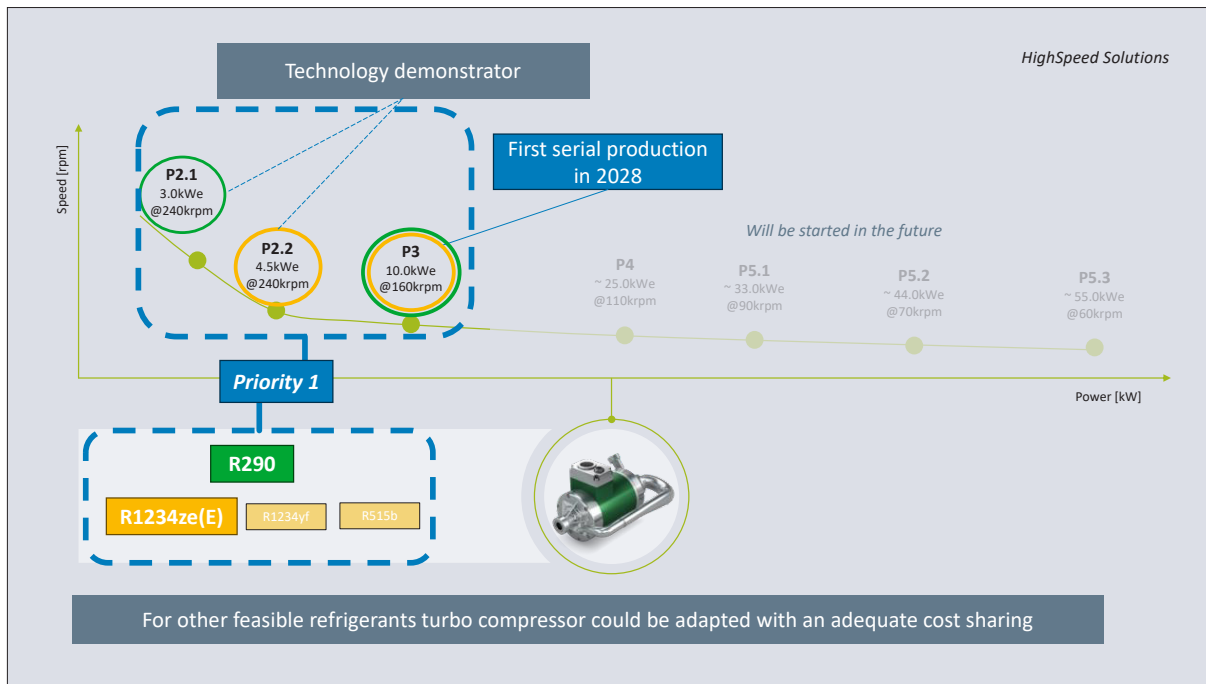 HighSpeed Solutions
Technology demonstrator
Speed [rpm]
P2.1
3.0kWe
@240krpm
First serial production
in 2028
P2.2
4.5kWe
@240krpm
P3
10.0kWe
@160krpm
Will be started in the future
P4
~ 25.0kWe
@110krpm
P5.1
~ 33.0kWe
@90krpm
P5.2
~ 44.0kWe
@70krpm
P5.3
~ 55.0kWe
@60krpm
Priority 1
Power [kW]
R290
R1234ze(E)
R1234yf
R515b
For other feasible refrigerants turbo compressor could be adapted with an adequate cost sharing